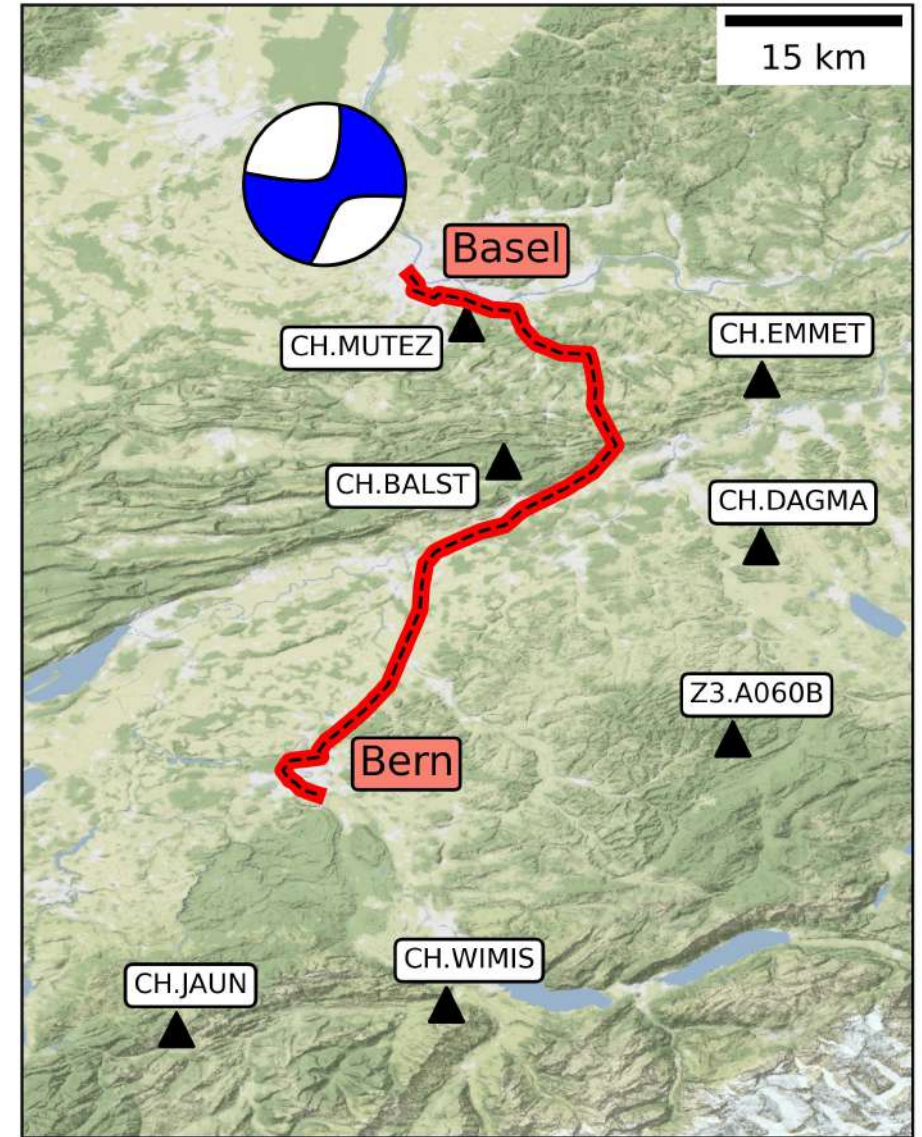 15 km
Basel
CH.MUTEZ
CH.EMMET
CH.BALST
CH.DAGMA
Z3.A060B
Bern
CH.WIMIS
CH.JAUN